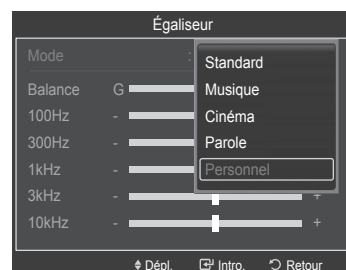 Égaliseur
Mode :
Standard
Balance G
Musique
100Hz -
Cinéma
300Hz -
Parole
1kHz -
Personnel
3kHz - +
10kHz - +
Dépl. Intro. Retour